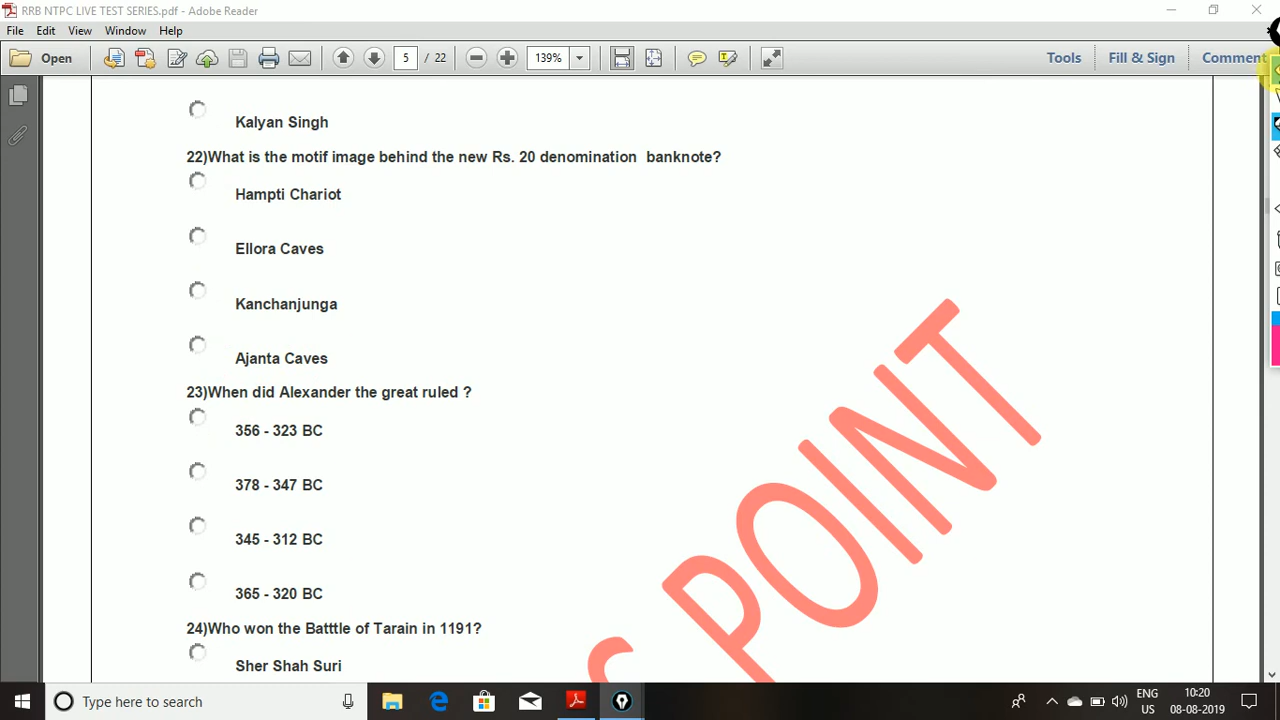 RRB NTPC LIVE TEST SERIES.pdf - Adobe Reader
File Edit View Window Help
Open 5 / 22 139% Tools Fill & Sign Comment
Kalyan Singh
22)What is the motif image behind the new Rs. 20 denomination banknote?
Hampti Chariot
Ellora Caves
Kanchanjunga
Ajanta Caves
23)When did Alexander the great ruled ?
356 - 323 BC
378 - 347 BC
345 - 312 BC
365 - 320 BC
24)Who won the Batttle of Tarain in 1191?
Sher Shah Suri
S POINT
Type here to search
ENG 10:20
US 08-08-2019